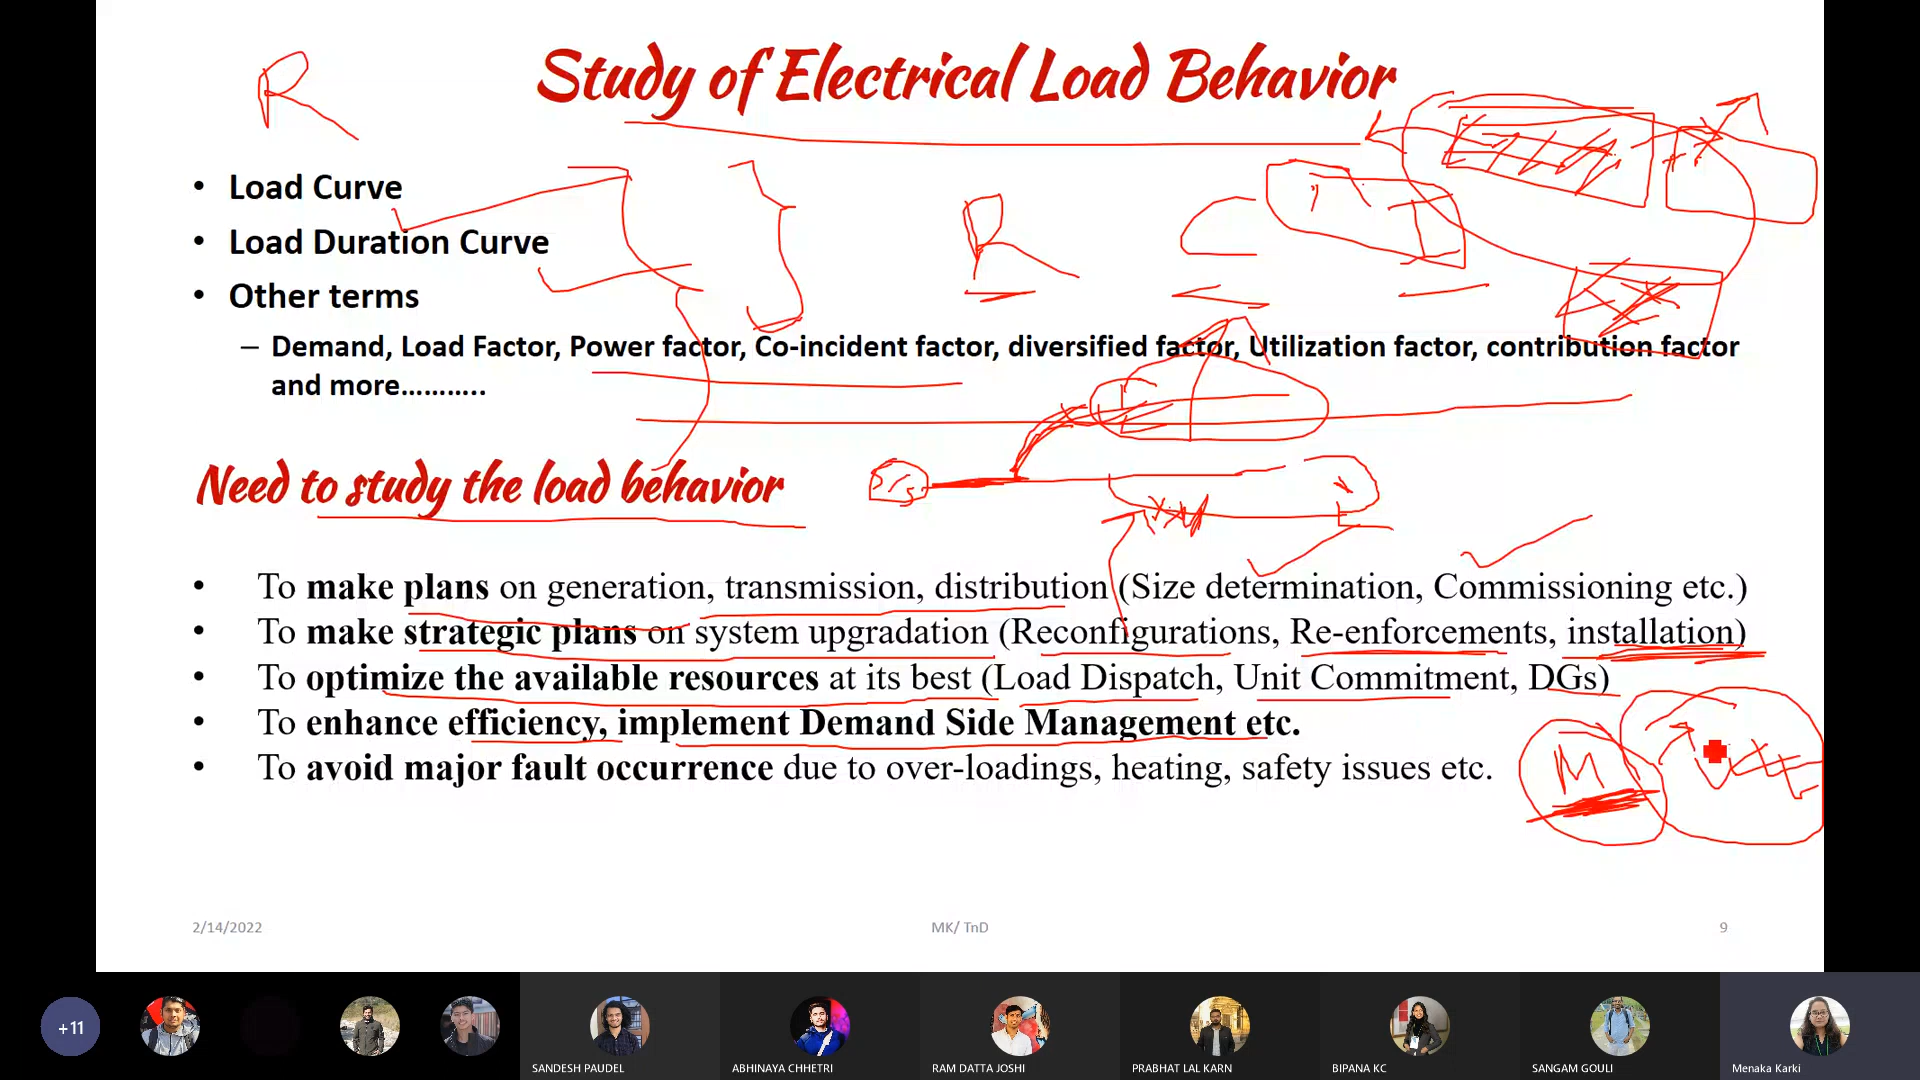 Study of Electrical Load Behavior
R
• Load Curve
• Load Duration Curve
• Other terms
R
C
I
– Demand, Load Factor, Power factor, Co-incident factor, diversified factor, Utilization factor, contribution factor
and more...........
Need to study the load behavior
• To make plans on generation, transmission, distribution (Size determination, Commissioning etc.)
• To make strategic plans on system upgradation (Reconfigurations, Re-enforcements, installation)
• To optimize the available resources at its best (Load Dispatch, Unit Commitment, DGs)
• To enhance efficiency, implement Demand Side Management etc.
• To avoid major fault occurrence due to over-loadings, heating, safety issues etc.
M
2/14/2022
MK/ TnD
9
+11
SANDESH PAUDEL
ABHINAYA CHHETRI
RAM DATTA JOSHI
PRABHAT LAL KARN
BIPANA KC
SANGAM GOULI
Menaka Karki